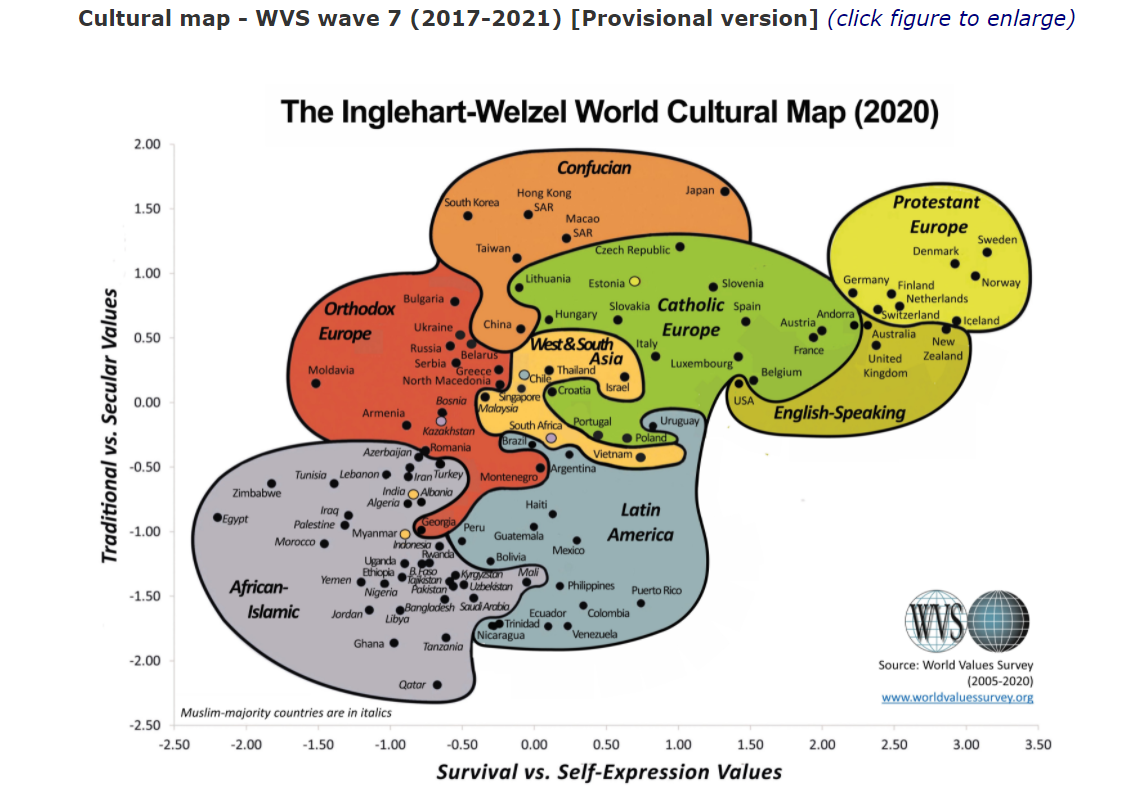 Cultural map - WVS wave 7 (2017-2021) [Provisional version] (click figure to enlarge)
The Inglehart-Welzel World Cultural Map (2020)
Traditional vs. Secular Values
2.00
1.50
1.00
0.50
0.00
-0.50
-1.00
-1.50
-2.00
-2.50
Confucian
Japan
Hong Kong
SAR
South Korea
Macao
SAR
Taiwan
China
Protestant
Europe
Sweden
Denmark
Norway
Germany
Finland
Netherlands
Switzerland
Iceland
Catholic
Europe
Czech Republic
Lithuania
Estonia
Slovenia
Hungary
Slovakia
Spain
Andorra
Austria
France
Italy
Luxembourg
Belgium
Croatia
Portugal
Poland
English-Speaking
Australia
New
Zealand
United
Kingdom
USA
Orthodox
Europe
Bulgaria
Ukraine
Russia
Belarus
Serbia
Greece
North Macedonia
Moldavia
Bosnia
Armenia
Kazakhstan
Romania
Montenegro
Georgia
West & South
Asia
Thailand
Chile
Israel
Singapore
Malaysia
South Africa
Vietnam
Latin
America
Uruguay
Brazil
Argentina
Haiti
Guatemala
Peru
Mexico
Bolivia
Philippines
Puerto Rico
Ecuador
Colombia
Trinidad
Nicaragua
Venezuela
African-
Islamic
Azerbaijan
Tunisia
Lebanon
Iran
Turkey
Zimbabwe
India
Albania
Algeria
Egypt
Iraq
Palestine
Myanmar
Morocco
Indonesia
Rwanda
Uganda
Ethiopia
B. Faso
Yemen
Nigeria
Tajikistan
Kyrgyzstan
Mali
Pakistan
Uzbekistan
Jordan
Libya
Bangladesh
Saudi Arabia
Ghana
Tanzania
Qatar
Muslim-majority countries are in italics
WVS
Source: World Values Survey
(2005-2020)
www.worldvaluessurvey.org
-2.50
-2.00
-1.50
-1.00
-0.50
0.00
0.50
1.00
1.50
2.00
2.50
3.00
3.50
Survival vs. Self-Expression Values